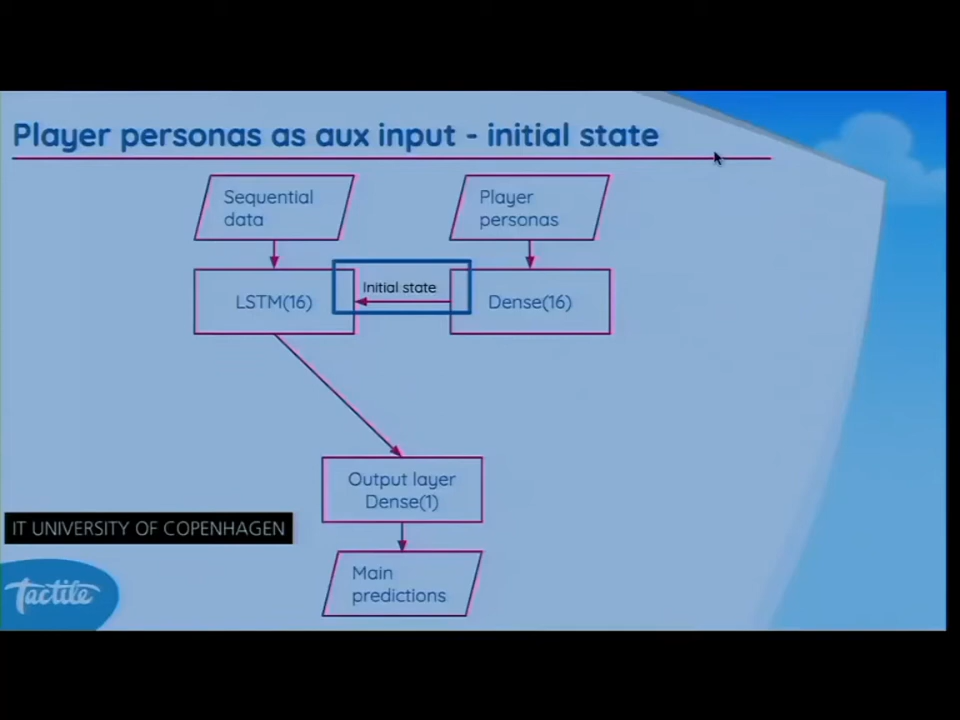 Player personas as aux input - initial state
Sequential
data
Player
personas
LSTM(16)
Initial state
Dense(16)
Output layer
Dense(1)
IT UNIVERSITY OF COPENHAGEN
Main
predictions
Tactile